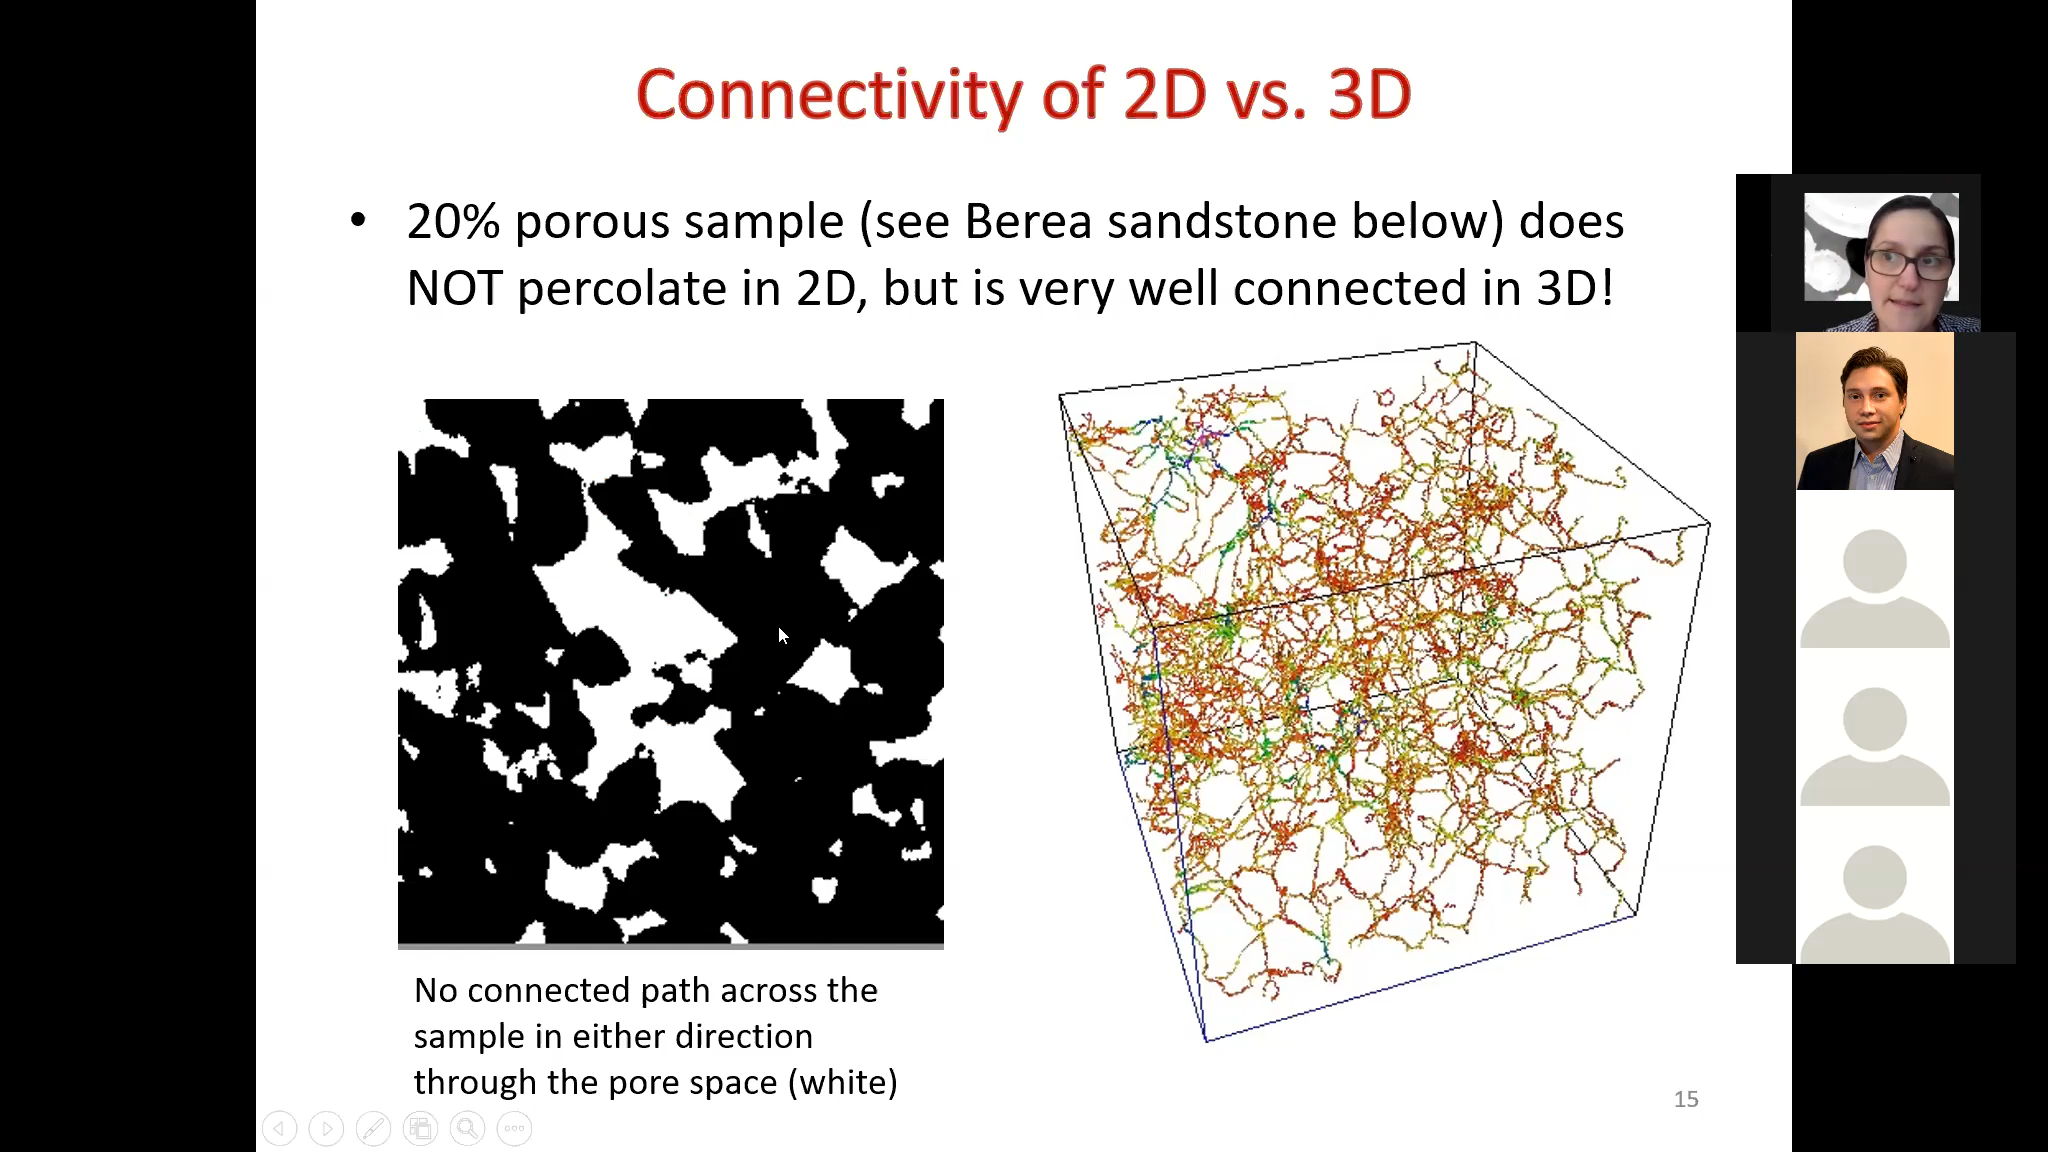 Connectivity of 2D vs. 3D
• 20% porous sample (see Berea sandstone below) does
NOT percolate in 2D, but is very well connected in 3D!
No connected path across the
sample in either direction
through the pore space (white)
15